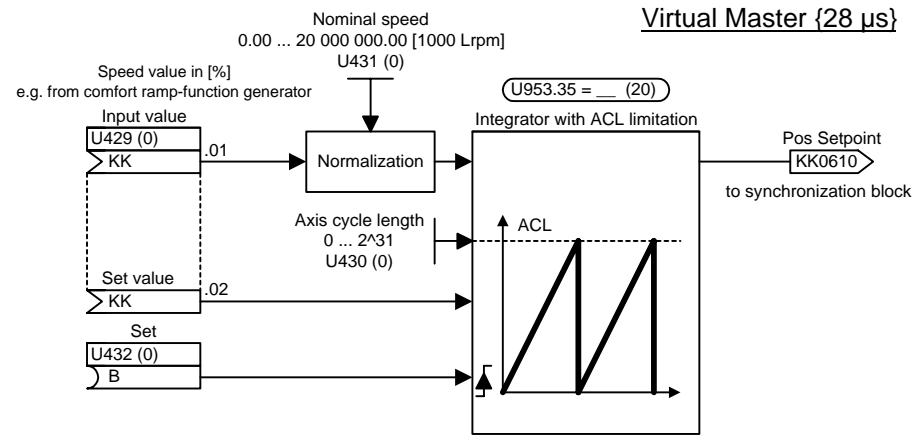 Virtual Master {28 µs}
Nominal speed
0.00 ... 20 000 000.00 [1000 Lrpm]
U431 (0)
Speed value in [%]
e.g. from comfort ramp-function generator
Input value
U429 (0)
KK
.01
Normalization
U953.35 = __ (20)
Integrator with ACL limitation
Pos Setpoint
KK0610
to synchronization block
Axis cycle length
0 ... 2^31
U430 (0)
ACL
Set value
KK
.02
Set
U432 (0)
B